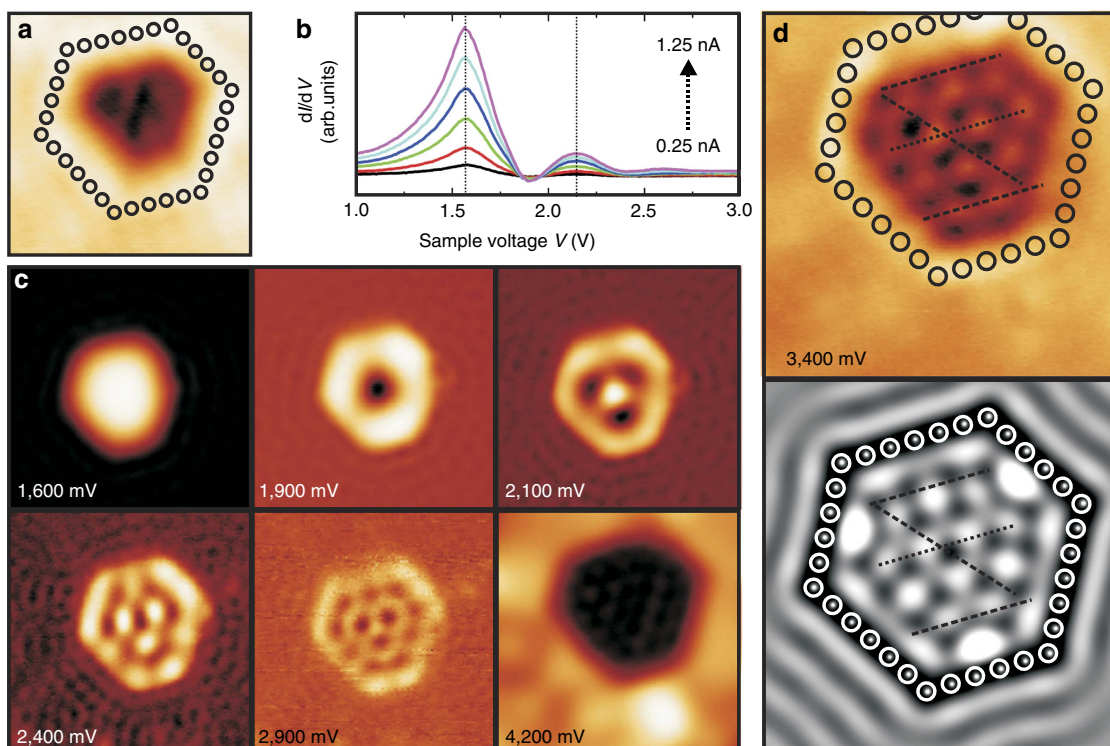 a
b
dI/dV
(arb.units)
1.25 nA
0.25 nA
1.0 1.5 2.0 2.5 3.0
Sample voltage V (V)
c
1,600 mV
1,900 mV
2,100 mV
2,400 mV
2,900 mV
4,200 mV
d
3,400 mV